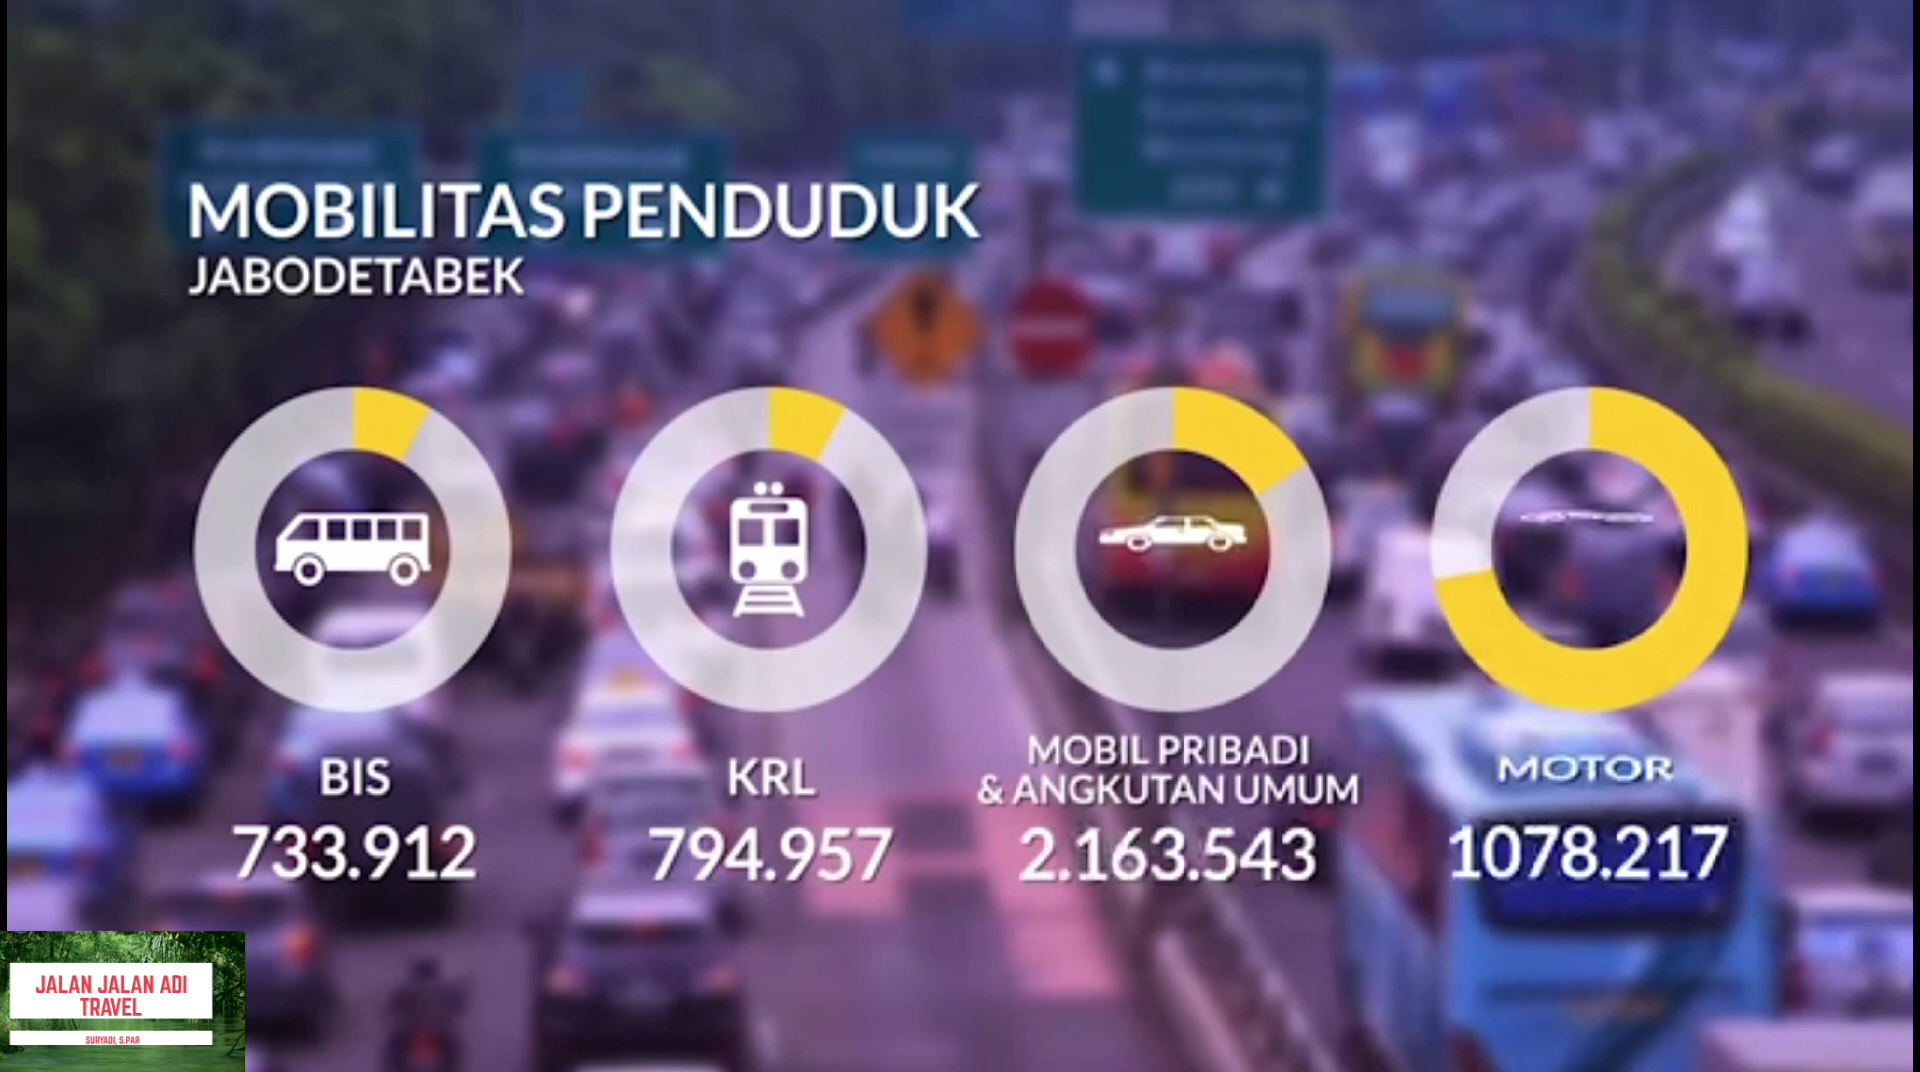 MOBILITAS PENDUDUK
JABODETABEK
BIS
733.912
KRL
794.957
MOBIL PRIBADI
& ANGKUTAN UMUM
2.163.543
MOTOR
1078.217
JALAN JALAN ADI
TRAVEL
SURYADI, S.PAR